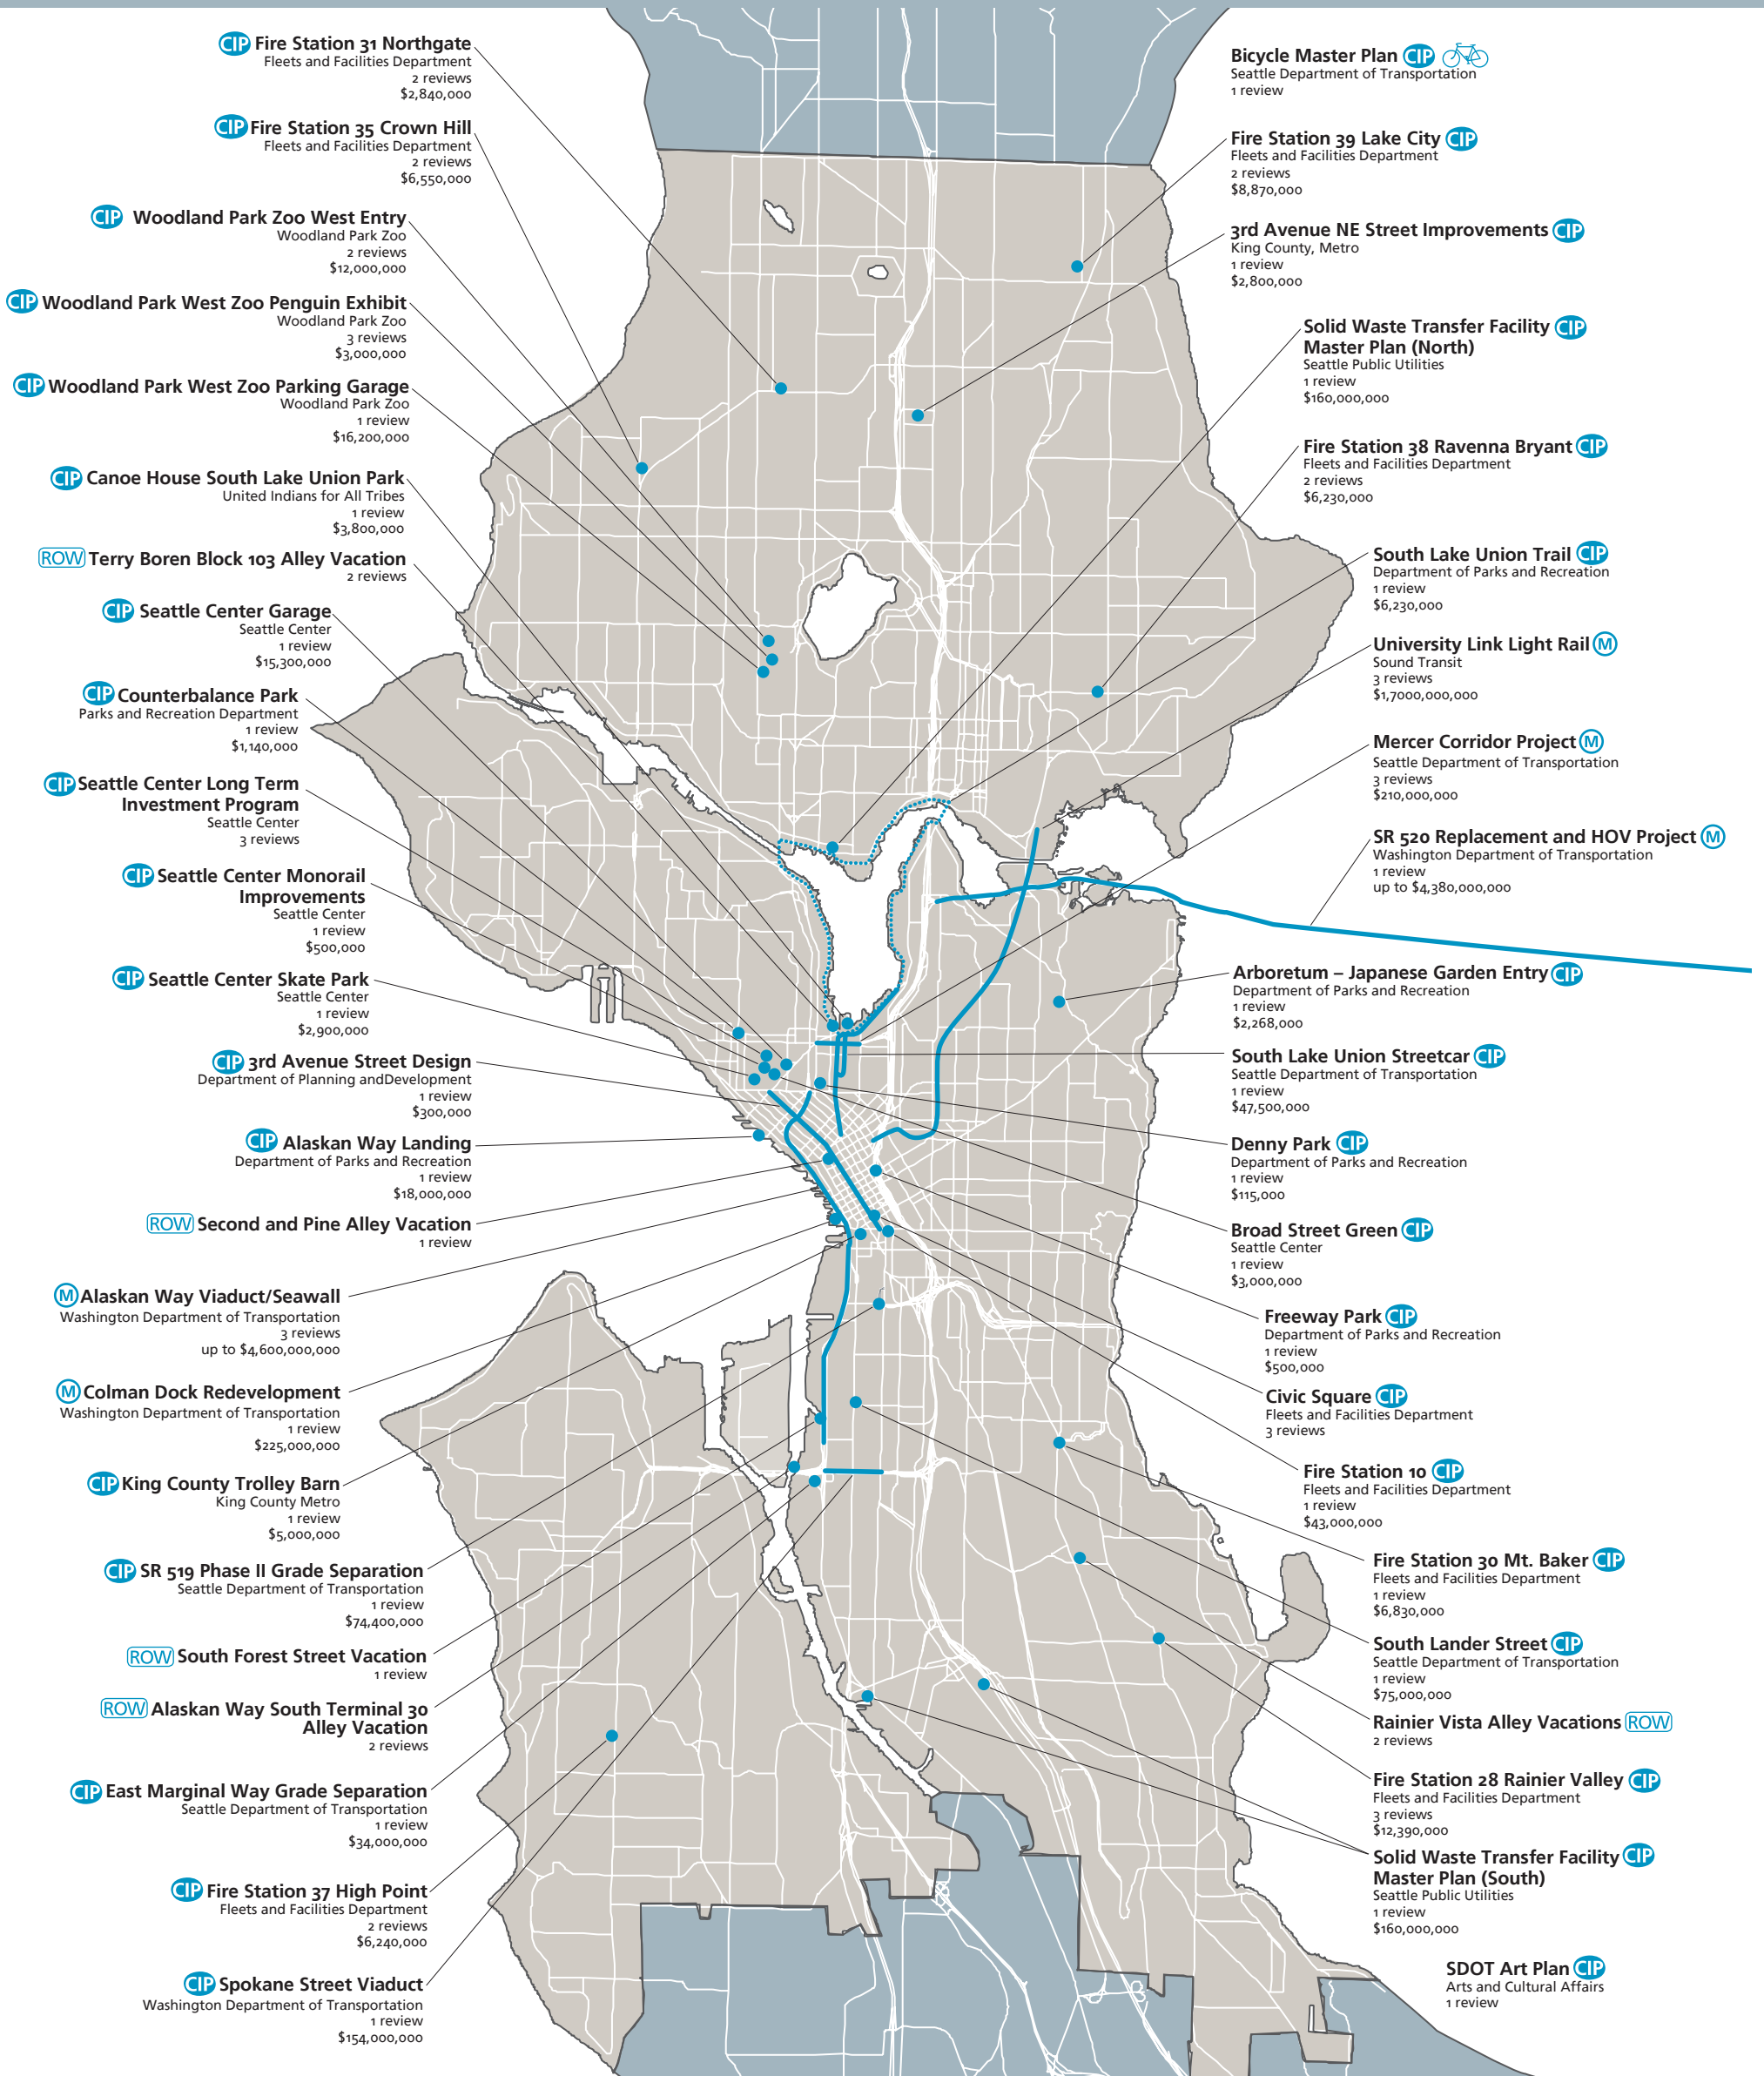 CIP Fire Station 31 Northgate
Fleets and Facilities Department
2 reviews
$2,840,000
CIP Fire Station 35 Crown Hill
Fleets and Facilities Department
2 reviews
$6,550,000
CIP Woodland Park Zoo West Entry
Woodland Park Zoo
2 reviews
$12,000,000
CIP Woodland Park West Zoo Penguin Exhibit
Woodland Park Zoo
3 reviews
$3,000,000
CIP Woodland Park West Zoo Parking Garage
Woodland Park Zoo
1 review
$16,200,000
CIP Canoe House South Lake Union Park
United Indians for All Tribes
1 review
$3,800,000
ROW Terry Boren Block 103 Alley Vacation
2 reviews
CIP Seattle Center Garage
Seattle Center
1 review
$15,300,000
CIP Counterbalance Park
Parks and Recreation Department
1 review
$1,140,000
CIP Seattle Center Long Term
Investment Program
Seattle Center
3 reviews
CIP Seattle Center Monorail
Improvements
Seattle Center
1 review
$500,000
CIP Seattle Center Skate Park
Seattle Center
1 review
$2,900,000
CIP 3rd Avenue Street Design
Department of Planning andDevelopment
1 review
$300,000
CIP Alaskan Way Landing
Department of Parks and Recreation
1 review
$18,000,000
ROW Second and Pine Alley Vacation
1 review
M Alaskan Way Viaduct/Seawall
Washington Department of Transportation
3 reviews
up to $4,600,000,000
M Colman Dock Redevelopment
Washington Department of Transportation
1 review
$225,000,000
CIP King County Trolley Barn
King County Metro
1 review
$5,000,000
CIP SR 519 Phase II Grade Separation
Seattle Department of Transportation
1 review
$74,400,000
ROW South Forest Street Vacation
1 review
ROW Alaskan Way South Terminal 30
Alley Vacation
2 reviews
CIP East Marginal Way Grade Separation
Seattle Department of Transportation
1 review
$34,000,000
CIP Fire Station 37 High Point
Fleets and Facilities Department
2 reviews
$6,240,000
CIP Spokane Street Viaduct
Washington Department of Transportation
1 review
$154,000,000
Bicycle Master Plan CIP
Seattle Department of Transportation
1 review
Fire Station 39 Lake City CIP
Fleets and Facilities Department
2 reviews
$8,870,000
3rd Avenue NE Street Improvements CIP
King County, Metro
1 review
$2,800,000
Solid Waste Transfer Facility CIP
Master Plan (North)
Seattle Public Utilities
1 review
$160,000,000
Fire Station 38 Ravenna Bryant CIP
Fleets and Facilities Department
2 reviews
$6,230,000
South Lake Union Trail CIP
Department of Parks and Recreation
1 review
$6,230,000
University Link Light Rail M
Sound Transit
3 reviews
$1,7000,000,000
Mercer Corridor Project M
Seattle Department of Transportation
3 reviews
$210,000,000
SR 520 Replacement and HOV Project M
Washington Department of Transportation
1 review
up to $4,380,000,000
Arboretum – Japanese Garden Entry CIP
Department of Parks and Recreation
1 review
$2,268,000
South Lake Union Streetcar CIP
Seattle Department of Transportation
1 review
$47,500,000
Denny Park CIP
Department of Parks and Recreation
1 review
$115,000
Broad Street Green CIP
Seattle Center
1 review
$3,000,000
Freeway Park CIP
Department of Parks and Recreation
1 review
$500,000
Civic Square CIP
Fleets and Facilities Department
3 reviews
Fire Station 10 CIP
Fleets and Facilities Department
1 review
$43,000,000
Fire Station 30 Mt. Baker CIP
Fleets and Facilities Department
1 review
$6,830,000
South Lander Street CIP
Seattle Department of Transportation
1 review
$75,000,000
Rainier Vista Alley Vacations ROW
2 reviews
Fire Station 28 Rainier Valley CIP
Fleets and Facilities Department
3 reviews
$12,390,000
Solid Waste Transfer Facility CIP
Master Plan (South)
Seattle Public Utilities
1 review
$160,000,000
SDOT Art Plan CIP
Arts and Cultural Affairs
1 review